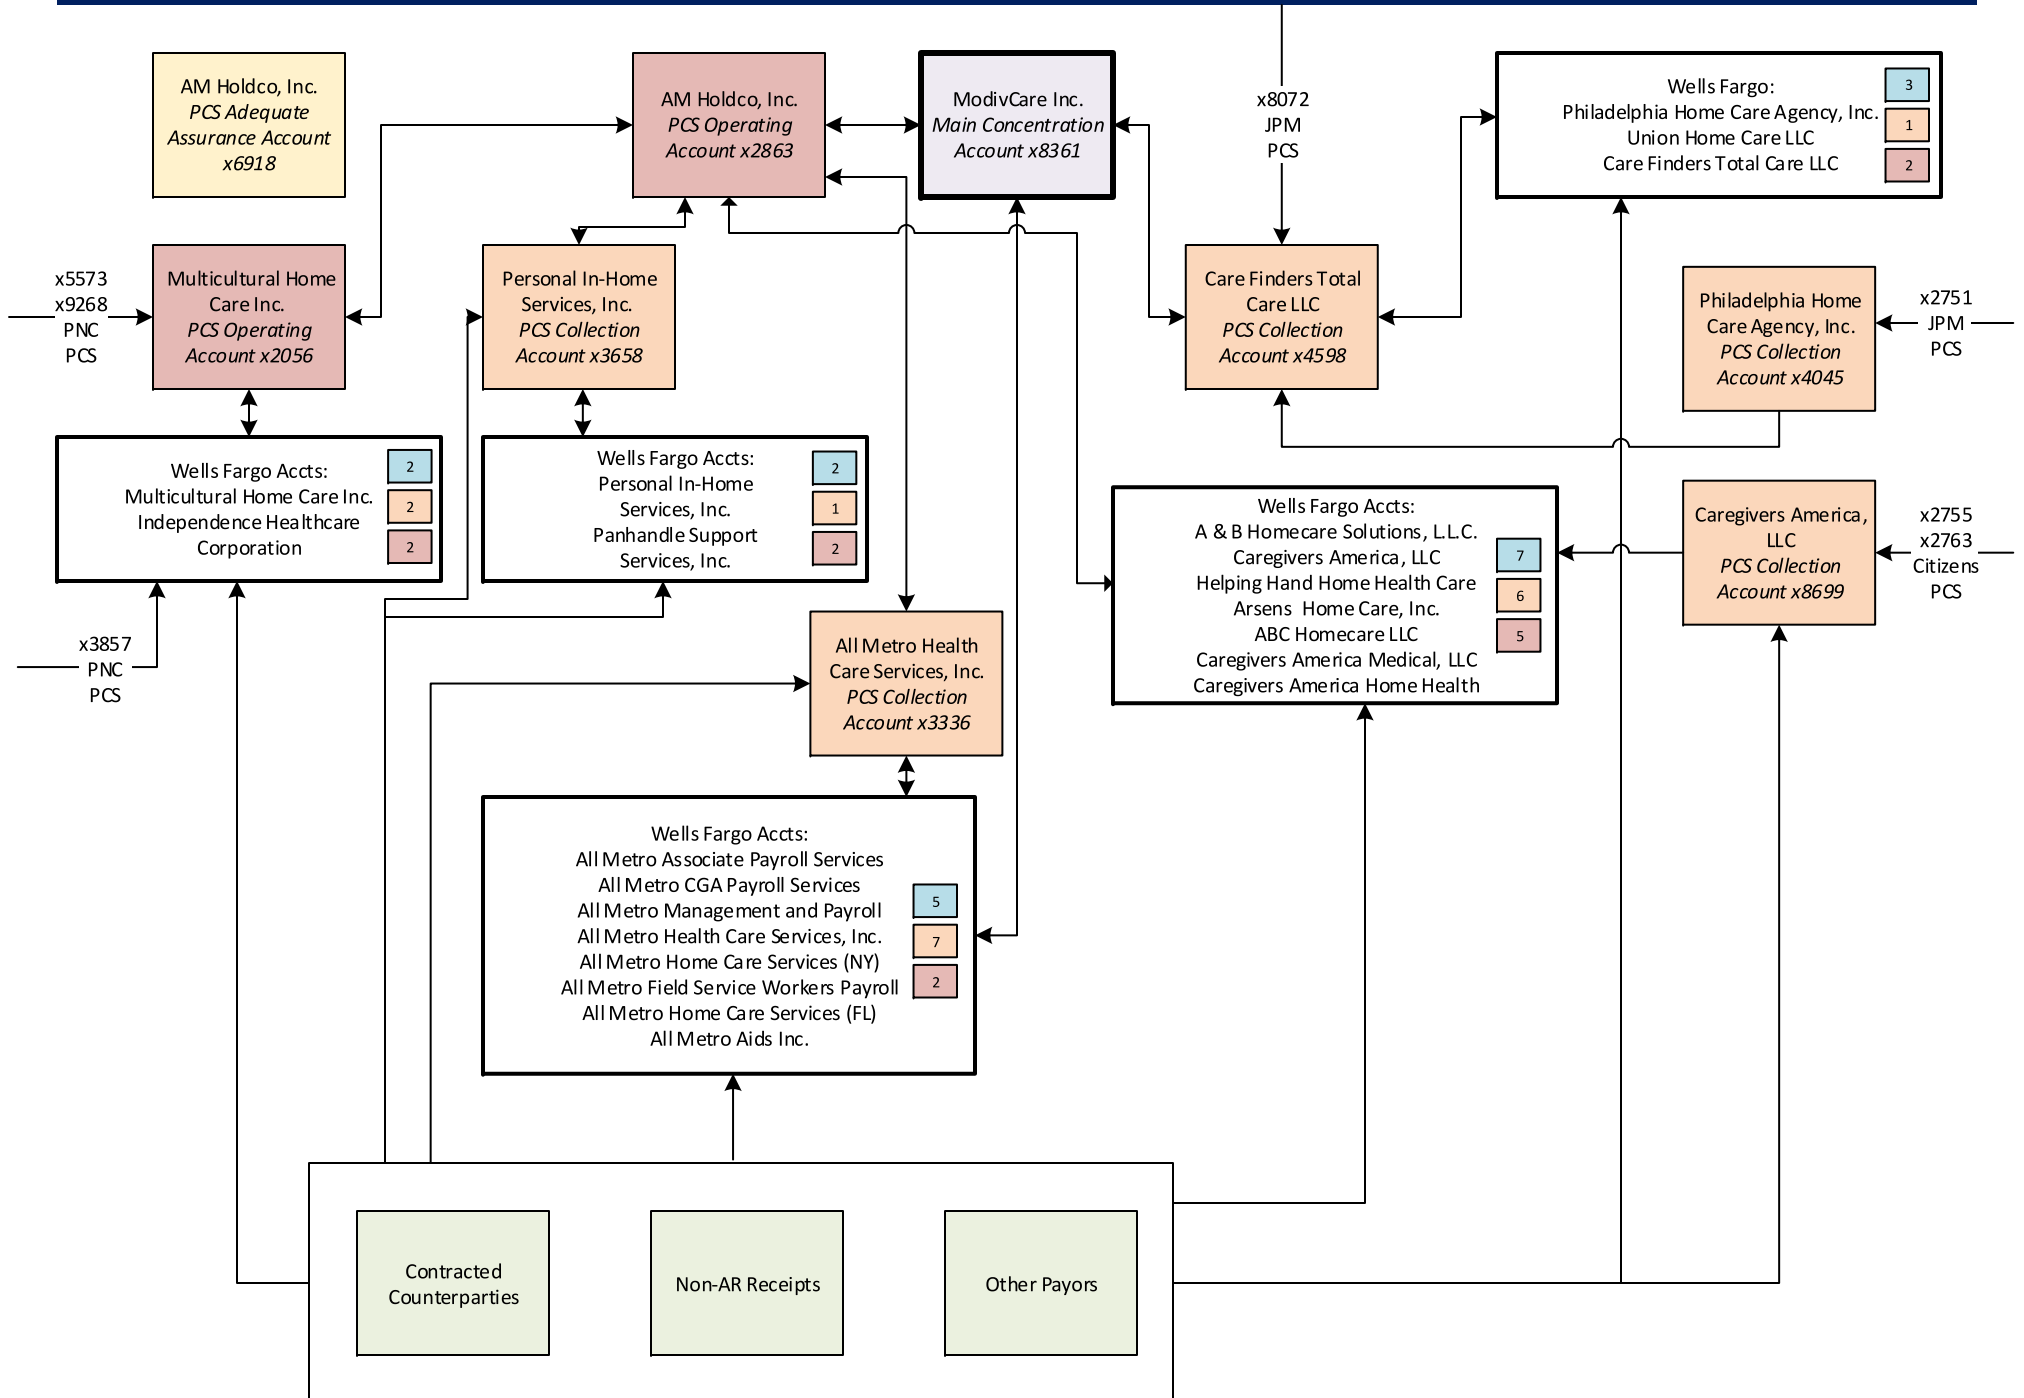 AM Holdco, Inc.
PCS Adequate
Assurance Account
x6918
AM Holdco, Inc.
PCS Operating
Account x2863
ModivCare Inc.
Main Concentration
Account x8361
x8072
JPM
PCS
Wells Fargo:
Philadelphia Home Care Agency, Inc.
Union Home Care LLC
Care Finders Total Care LLC
3
1
2
x5573
x9268
PNC
PCS
Multicultural Home
Care Inc.
PCS Operating
Account x2056
Personal In-Home
Services, Inc.
PCS Collection
Account x3658
Care Finders Total
Care LLC
PCS Collection
Account x4598
Philadelphia Home
Care Agency, Inc.
PCS Collection
Account x4045
x2751
JPM
PCS
Wells Fargo Accts:
Multicultural Home Care Inc.
Independence Healthcare
Corporation
2
2
2
Wells Fargo Accts:
Personal In-Home
Services, Inc.
Panhandle Support
Services, Inc.
2
1
2
Wells Fargo Accts:
A & B Homecare Solutions, L.L.C.
Caregivers America, LLC
Helping Hand Home Health Care
Arsens Home Care, Inc.
ABC Homecare LLC
Caregivers America Medical, LLC
Caregivers America Home Health
7
6
5
Caregivers America,
LLC
PCS Collection
Account x8699
x2755
x2763
Citizens
PCS
x3857
PNC
PCS
All Metro Health
Care Services, Inc.
PCS Collection
Account x3336
Wells Fargo Accts:
All Metro Associate Payroll Services
All Metro CGA Payroll Services
All Metro Management and Payroll
All Metro Health Care Services, Inc.
All Metro Home Care Services (NY)
All Metro Field Service Workers Payroll
All Metro Home Care Services (FL)
All Metro Aids Inc.
5
7
2
Contracted
Counterparties
Non-AR Receipts
Other Payors